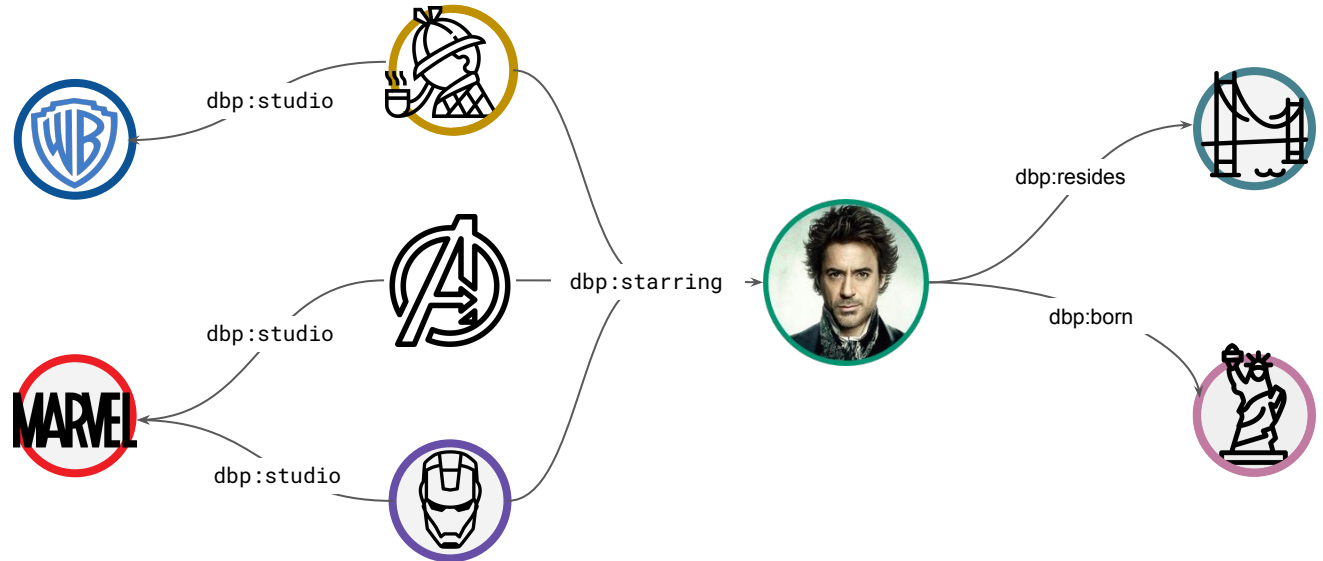 dbp:studio
WB
dbp:resides
dbp:starring
dbp:born
dbp:studio
MARVEL
dbp:studio